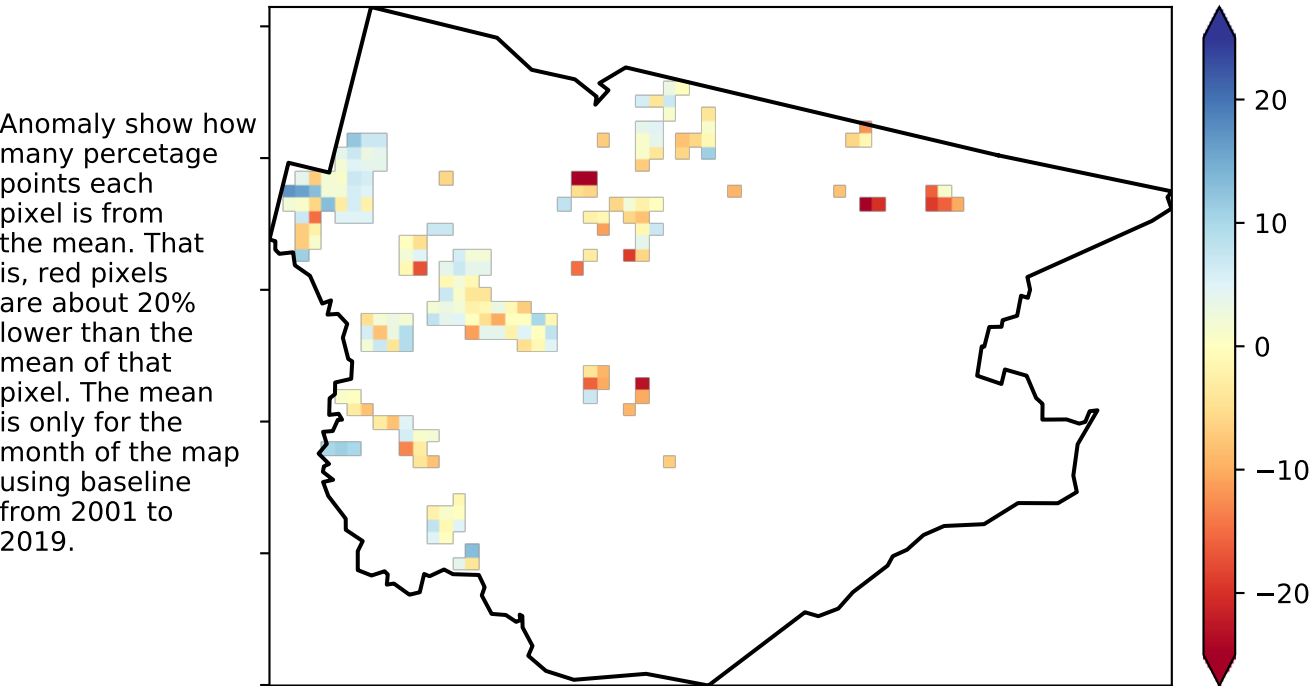 Anomaly show how
many percetage
points each
pixel is from
the mean. That
is, red pixels
are about 20%
lower than the
mean of that
pixel. The mean
is only for the
month of the map
using baseline
from 2001 to
2019.
20
10
0
−10
−20